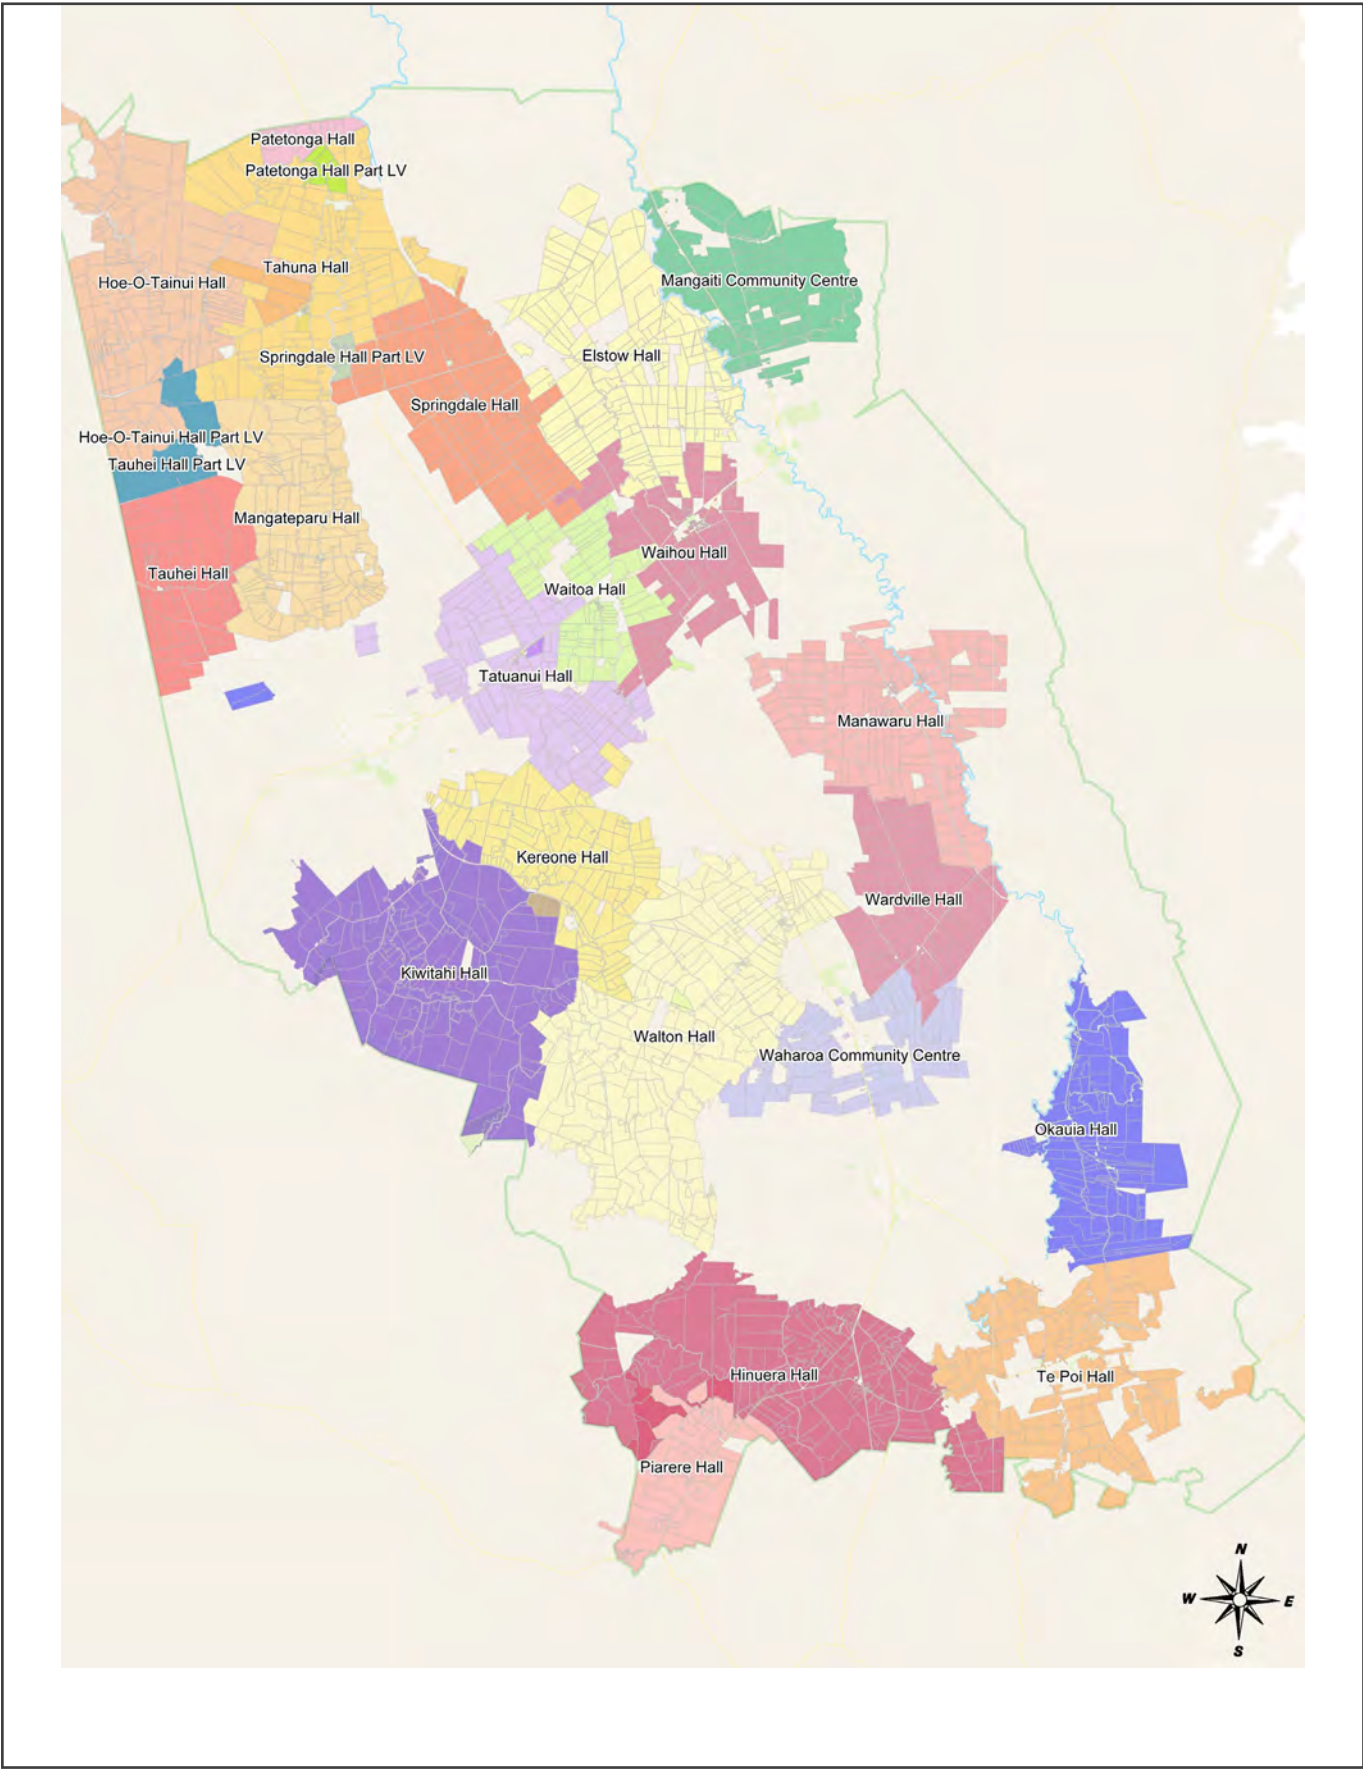 Patetonga Hall
Patetonga Hall Part LV
Tahuna Hall
Hoe-O-Tainui Hall
Mangaiti Community Centre
Springdale Hall Part LV
Elstow Hall
Springdale Hall
Hoe-O-Tainui Hall Part LV
Tauhei Hall Part LV
Mangateparu Hall
Waihou Hall
Tauhei Hall
Waitoa Hall
Tatuanui Hall
Manawaru Hall
Kereone Hall
Wardville Hall
Kiwitahi Hall
Walton Hall
Waharoa Community Centre
Okauia Hall
Hinuera Hall
Te Poi Hall
Piarere Hall
N
W
E
S